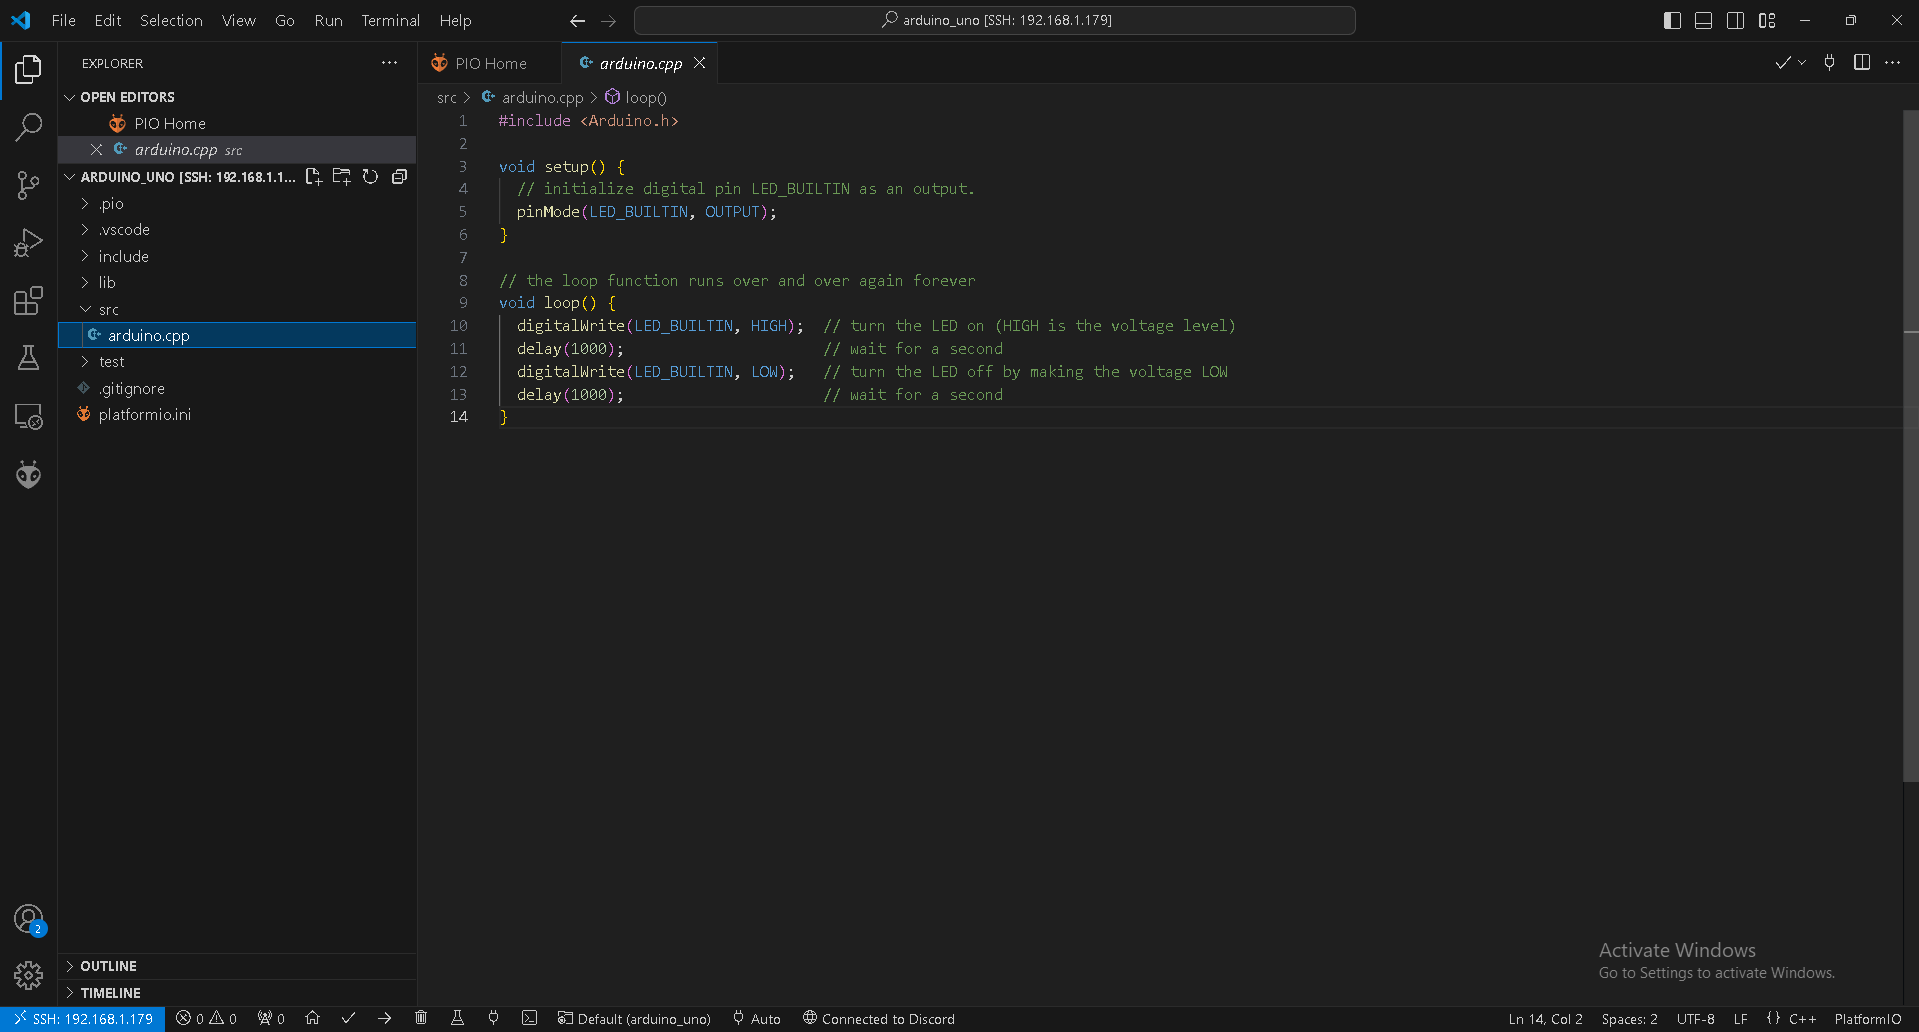 File Edit Selection View Go Run Terminal Help
arduino_uno [SSH: 192.168.1.179]
EXPLORER
OPEN EDITORS
PIO Home
arduino.cpp src
ARDUINO_UNO [SSH: 192.168.1.1...
.pio
.vscode
include
lib
src
arduino.cpp
test
.gitignore
platformio.ini
OUTLINE
TIMELINE
2
PIO Home arduino.cpp
src > arduino.cpp > loop()
1 #include <Arduino.h>
2
3 void setup() {
4 // initialize digital pin LED_BUILTIN as an output.
5 pinMode(LED_BUILTIN, OUTPUT);
6 }
7
8 // the loop function runs over and over again forever
9 void loop() {
10 digitalWrite(LED_BUILTIN, HIGH); // turn the LED on (HIGH is the voltage level)
11 delay(1000); // wait for a second
12 digitalWrite(LED_BUILTIN, LOW); // turn the LED off by making the voltage LOW
13 delay(1000); // wait for a second
14 }
Activate Windows
Go to Settings to activate Windows.
SSH: 192.168.1.179 0 0 0 Default (arduino_uno) Auto Connected to Discord Ln 14, Col 2 Spaces: 2 UTF-8 LF {} C++ PlatformIO